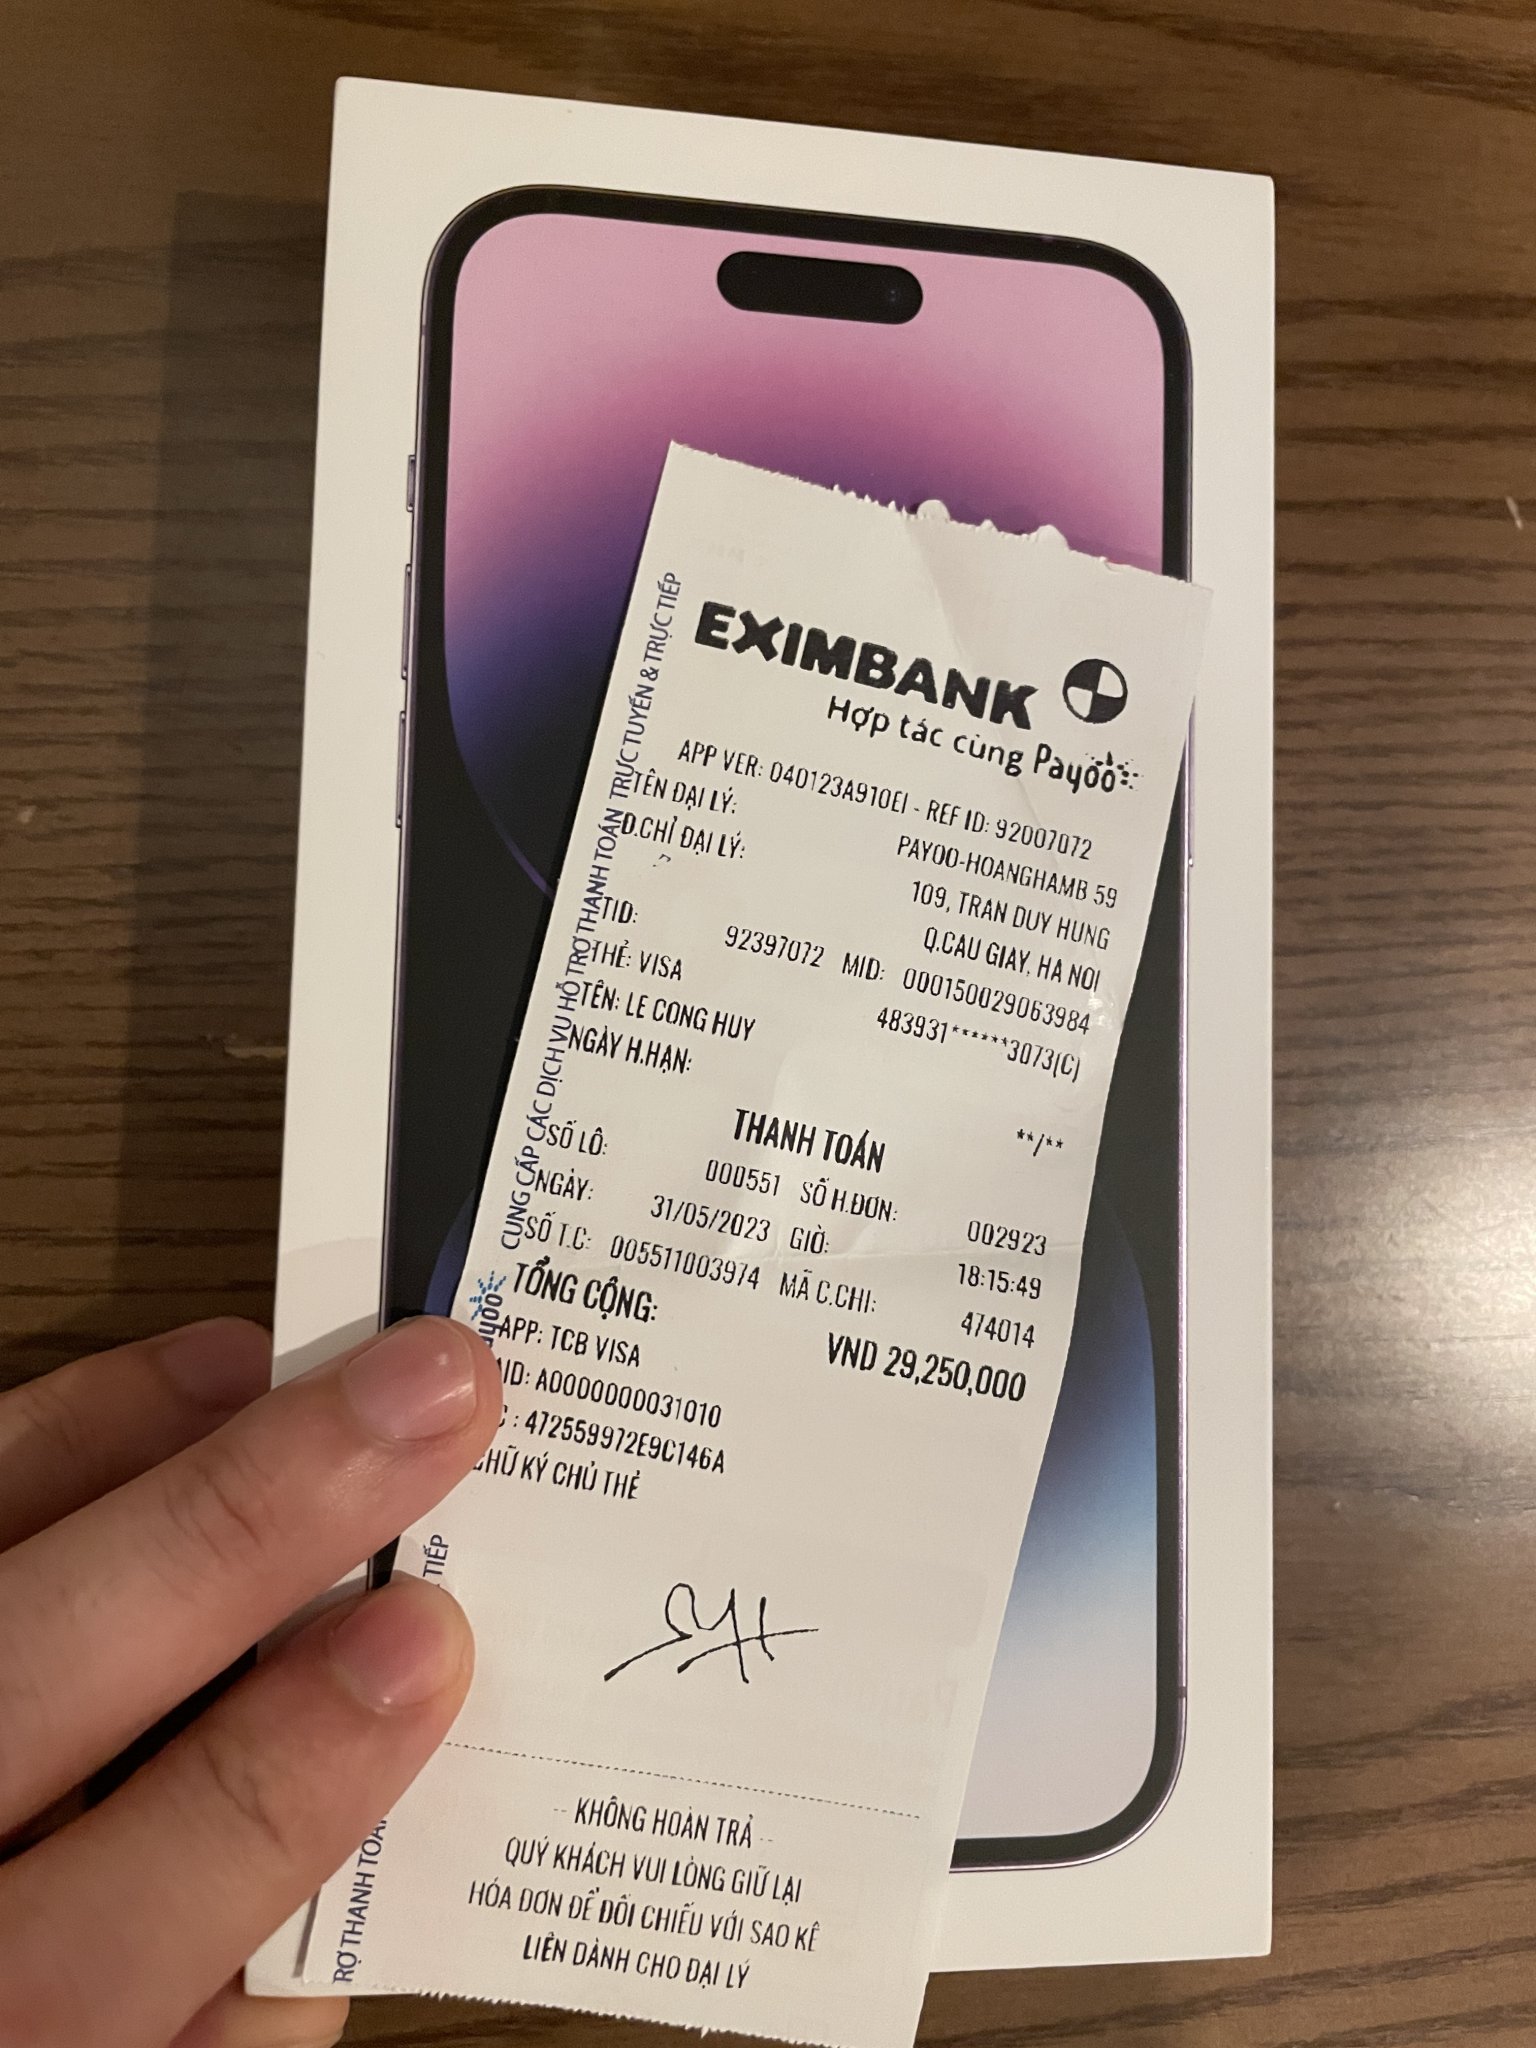 EXIMBANK
Hợp tác cùng Payoo
APP VER: 040123A910EI - REF ID: 92007072
TÊN ĐẠI LÝ: PAYOO-HOANGHAMB 59
Đ.CHỈ ĐẠI LÝ: 109, TRAN DUY HUNG
Q.CAU GIAY, HA NOI
TID: 92397072 MID: 000150029063984
THẺ: VISA 483931******3073(C)
TÊN: LE CONG HUY
NGÀY H.HẠN: **/**
THANH TOÁN
SỐ LÔ: 000551 SỐ H.ĐƠN: 002923
NGÀY: 31/05/2023 GIỜ: 18:15:49
SỐ T.C: 005511003974 MÃ C.CHI: 474014
TỔNG CỘNG: VND 29,250,000
APP: TCB VISA
AID: A0000000031010
C : 472559972E9C146A
CHỮ KÝ CHỦ THẺ
-- KHÔNG HOÀN TRẢ --
QUÝ KHÁCH VUI LÒNG GIỮ LẠI
HÓA ĐƠN ĐỂ ĐỐI CHIẾU VỚI SAO KÊ
LIÊN DÀNH CHO ĐẠI LÝ
CUNG CẤP CÁC DỊCH VỤ HỖ TRỢ THANH TOÁN TRỰC TUYẾN & TRỰC TIẾP
ayoo
TIẾP
RỢ THANH TOÁN